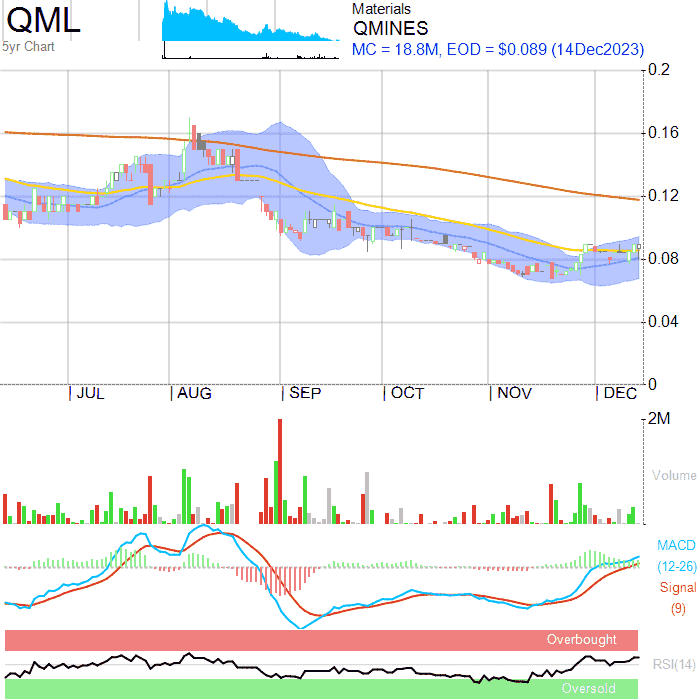 QML
5yr Chart
Materials
QMINES
MC = 18.8M, EOD = $0.089 (14Dec2023)
0.2
0.16
0.12
0.08
0.04
0
JUL AUG SEP OCT NOV DEC
2M
Volume
MACD
(12-26)
Signal
(9)
Overbought
RSI(14)
Oversold